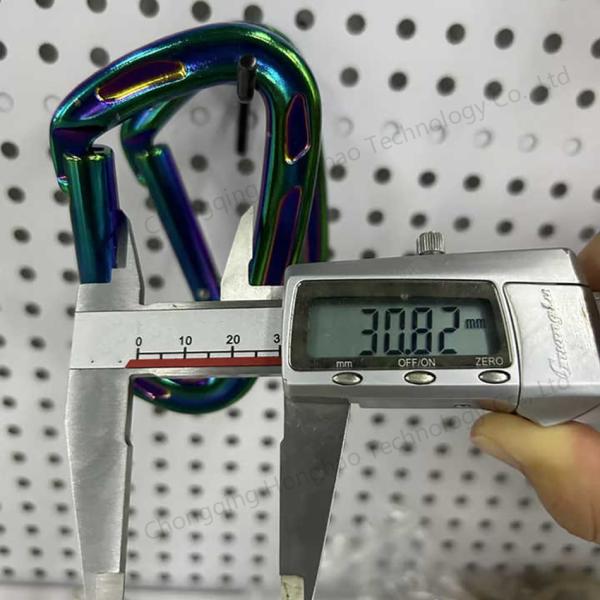 Chongqing Honghao Technology Co., Ltd
30.82 mm
mm OFF/ON ZERO
0 10 20 3
Chongqing Honghao Technology Co., Ltd